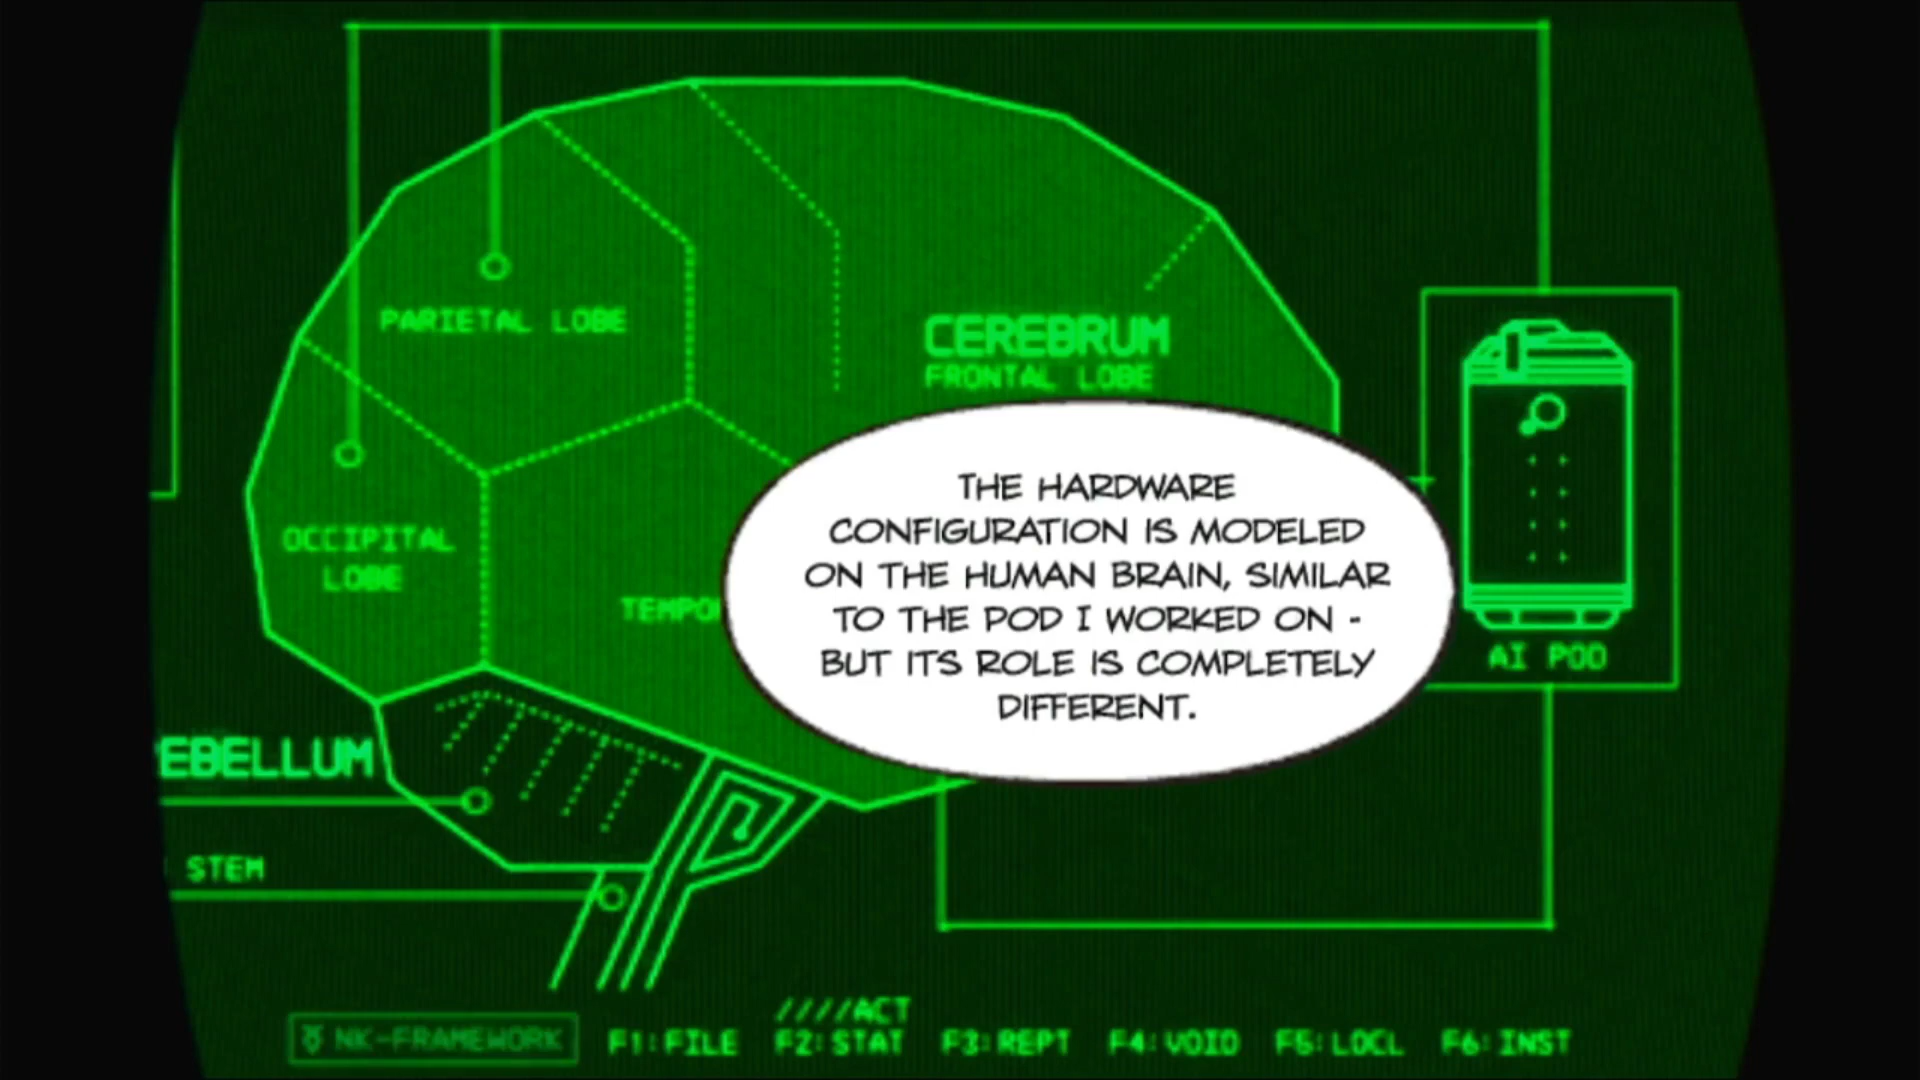 PARIETAL LOBE
CEREBRUM
FRONTAL LOBE
OCCIPITAL
LOBE
THE HARDWARE
CONFIGURATION IS MODELED
ON THE HUMAN BRAIN, SIMILAR
TO THE POD I WORKED ON -
BUT ITS ROLE IS COMPLETELY
DIFFERENT.
AI POD
EBELLUM
STEM
////ACT
NK-FRAMEWORK
F1:FILE F2:STAT F3:REPT F4:VOID F5:LOCL F6:INST